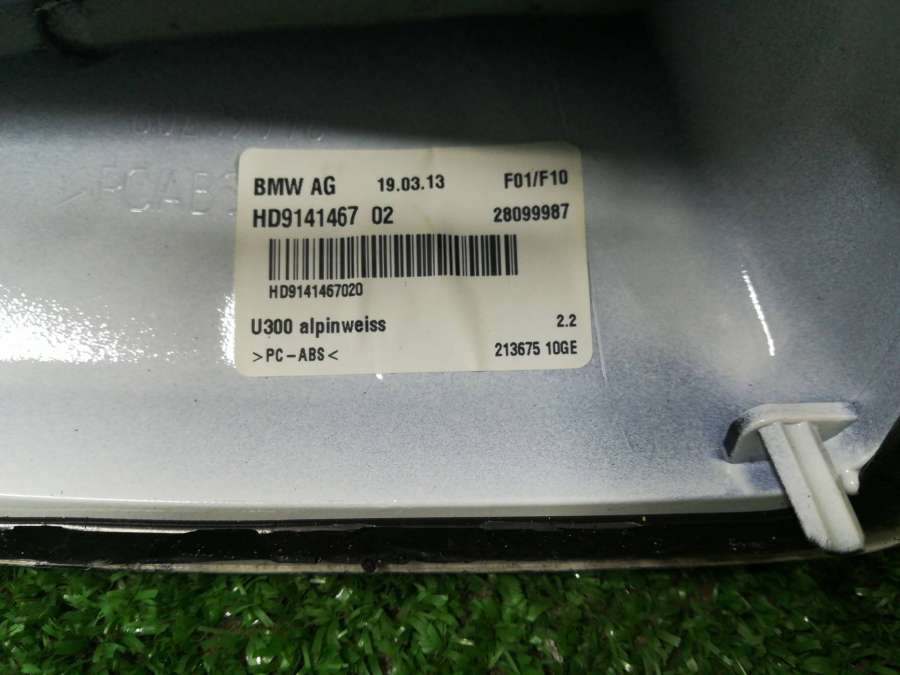 >PCABS
BMW AG 19.03.13 F01/F10
HD9141467 02 28099987
HD9141467020
U300 alpinweiss 2.2
>PC-ABS< 213675 10GE